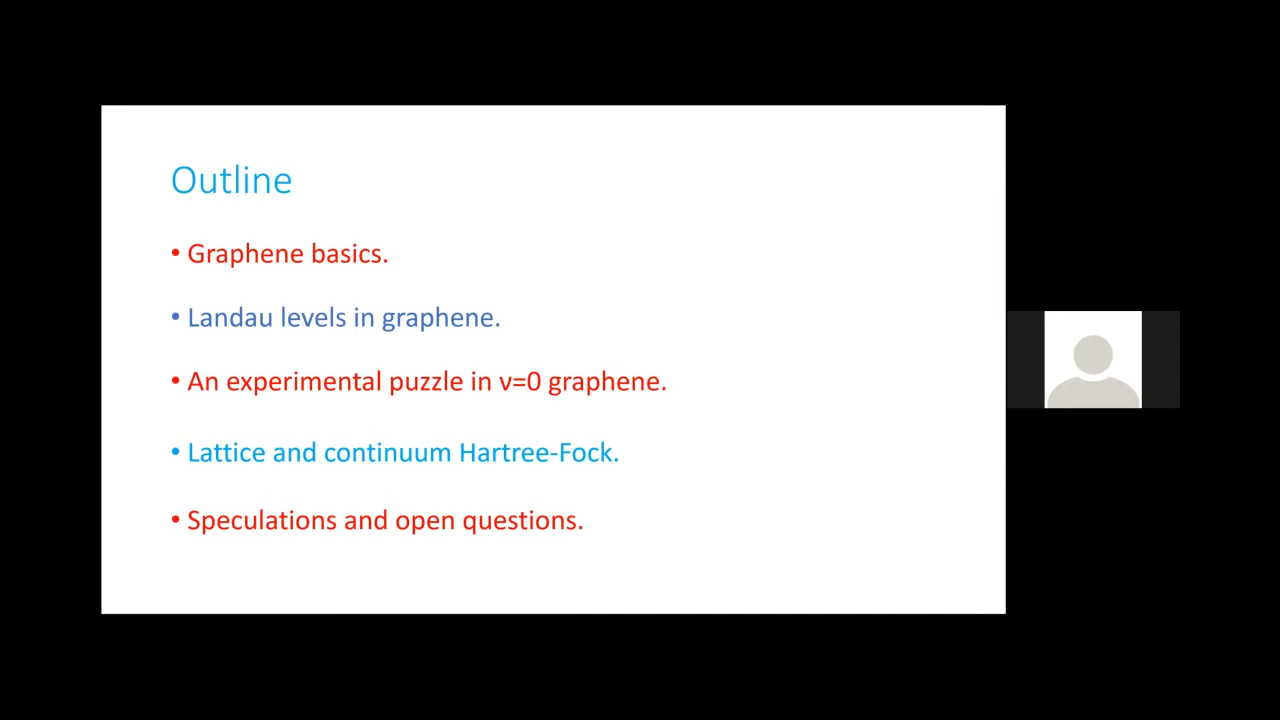 Outline
• Graphene basics.
• Landau levels in graphene.
• An experimental puzzle in ν=0 graphene.
• Lattice and continuum Hartree-Fock.
• Speculations and open questions.